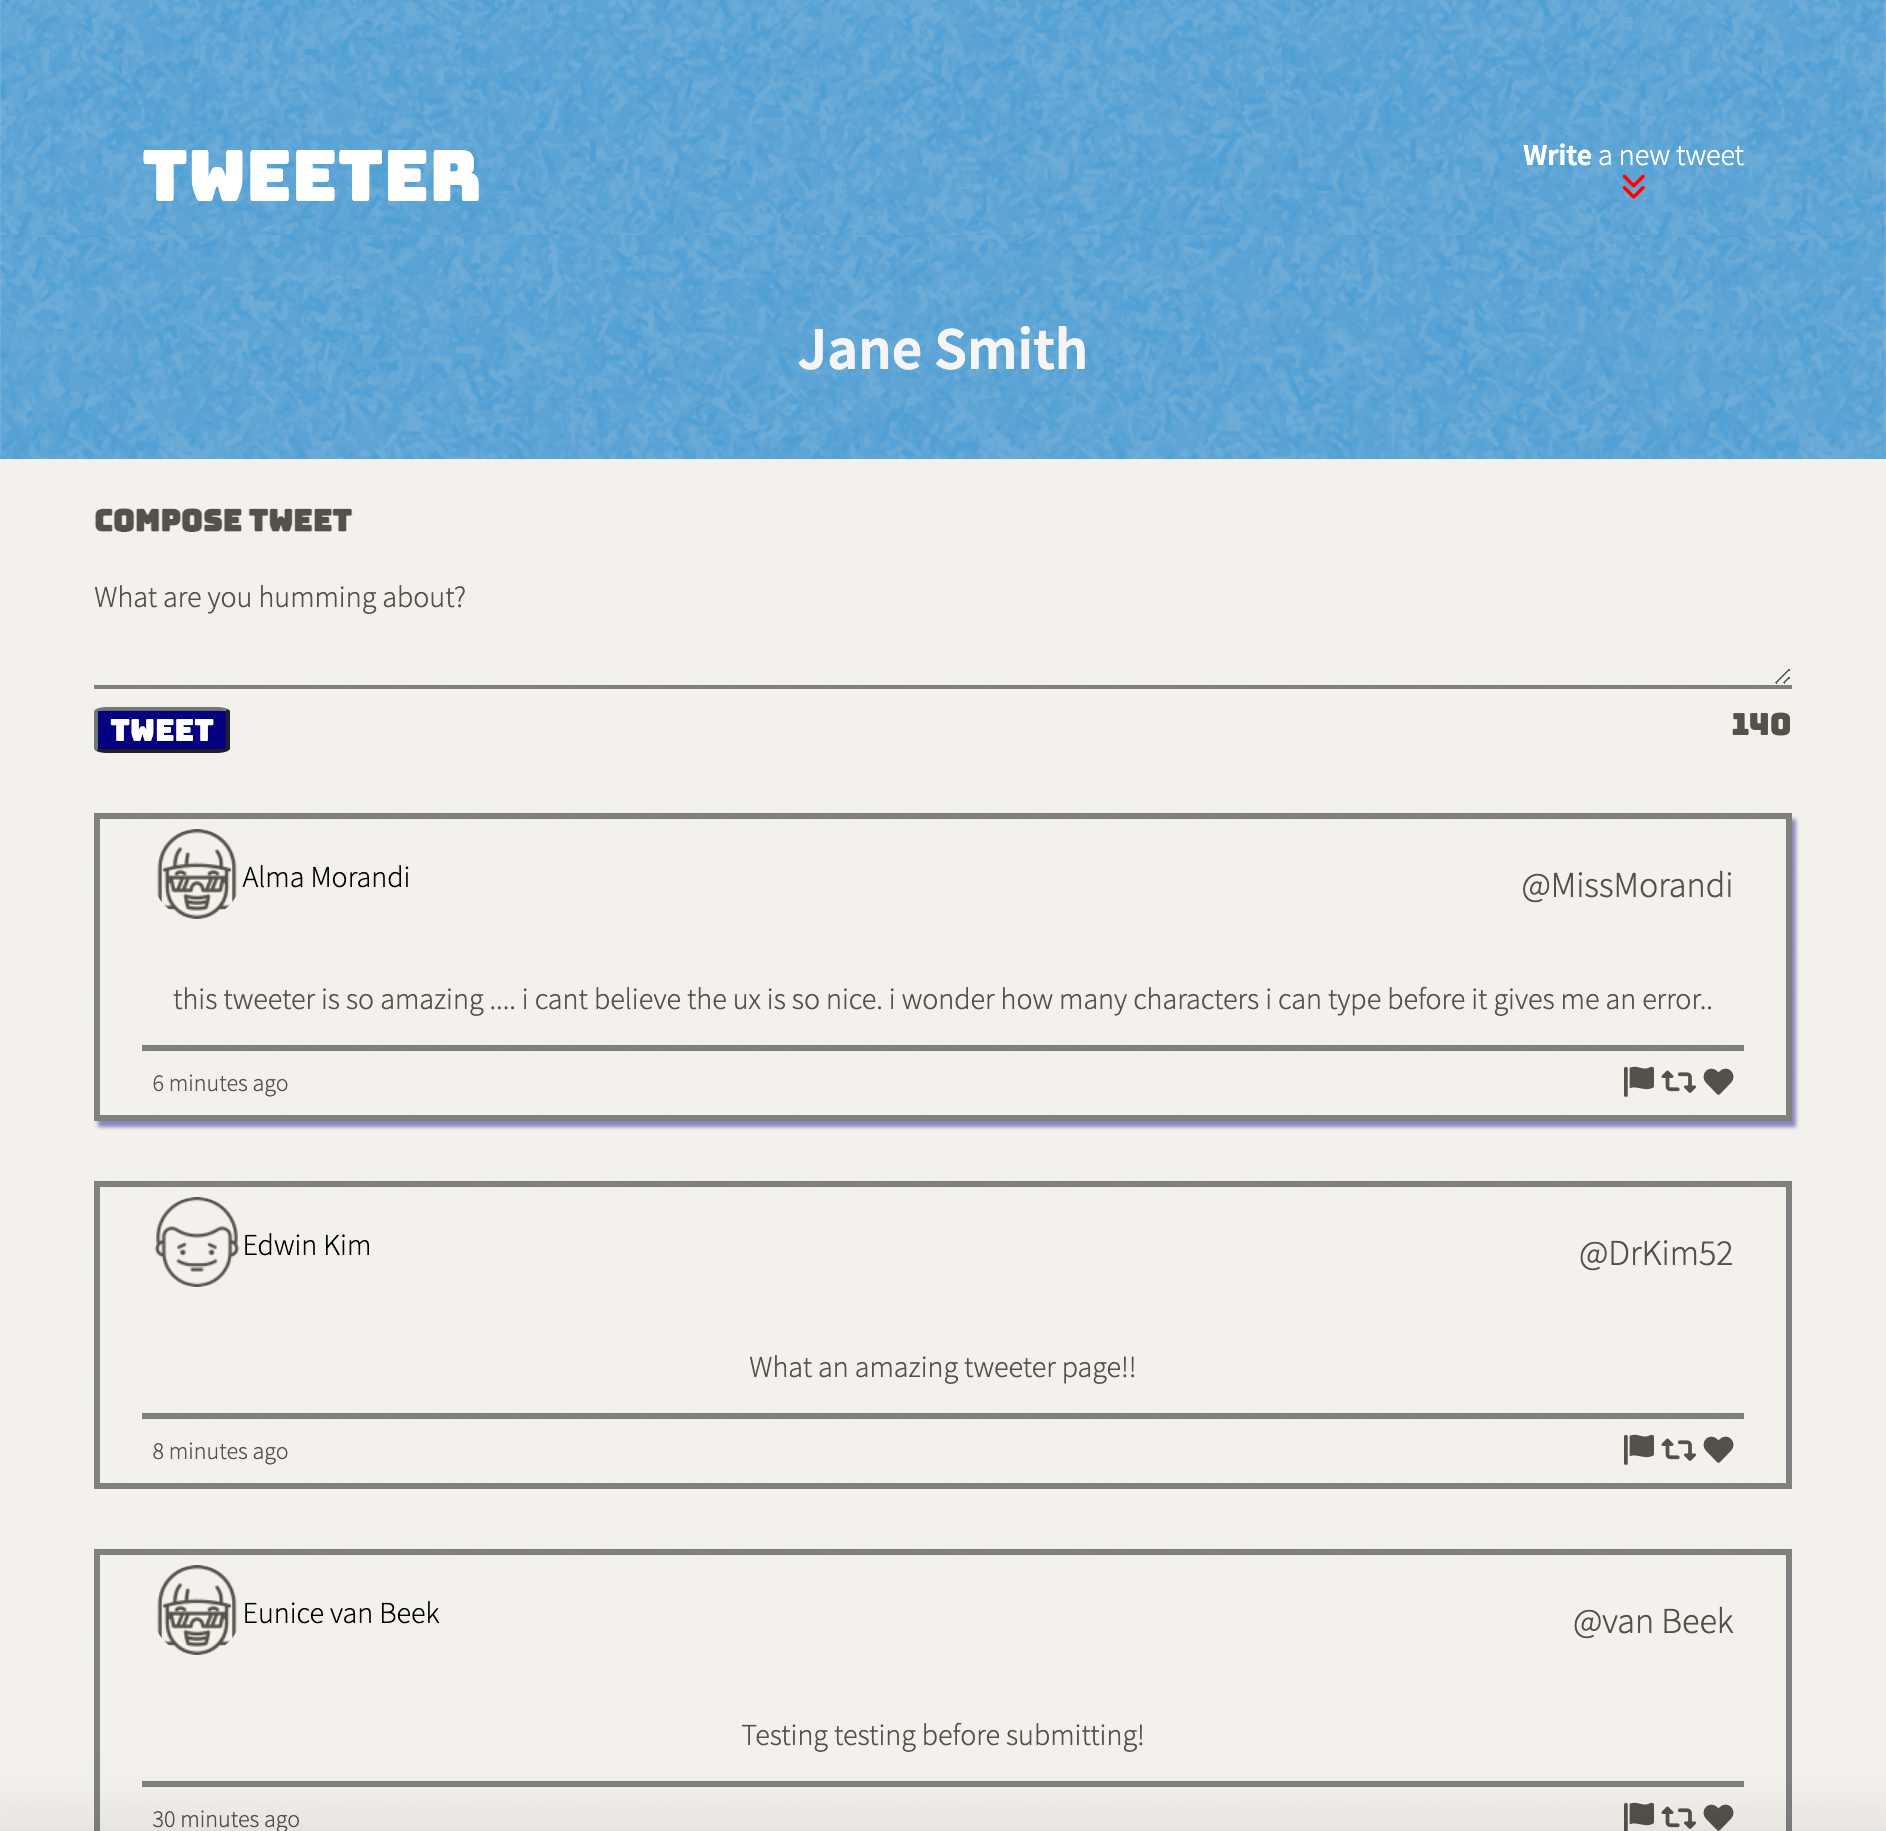 TWEETER
Write a new tweet
Jane Smith
COMPOSE TWEET
What are you humming about?
TWEET
140
Alma Morandi
@MissMorandi
this tweeter is so amazing .... i cant believe the ux is so nice. i wonder how many characters i can type before it gives me an error..
6 minutes ago
Edwin Kim
@DrKim52
What an amazing tweeter page!!
8 minutes ago
Eunice van Beek
@van Beek
Testing testing before submitting!
30 minutes ago